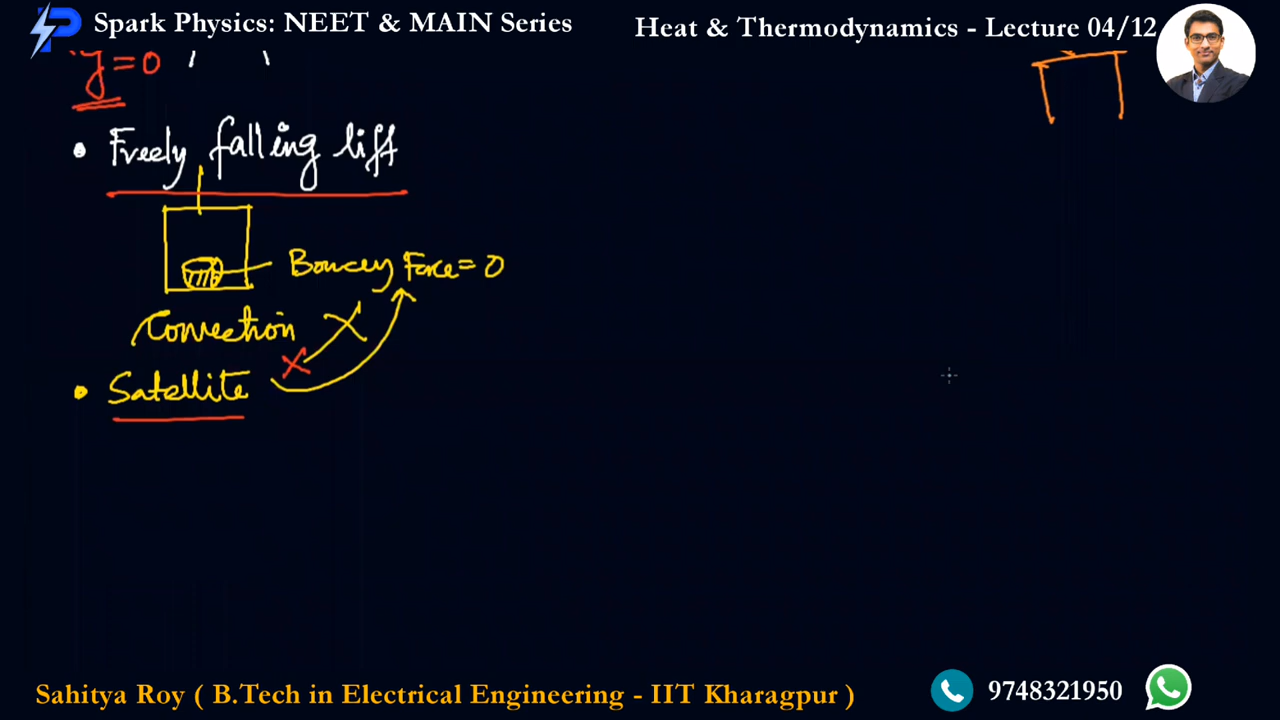 Spark Physics: NEET & MAIN Series
Heat & Thermodynamics - Lecture 04/12
y=0
• Freely falling lift
Bouncey Force = 0
Convection X
X
• Satellite
Sahitya Roy ( B.Tech in Electrical Engineering - IIT Kharagpur )
9748321950